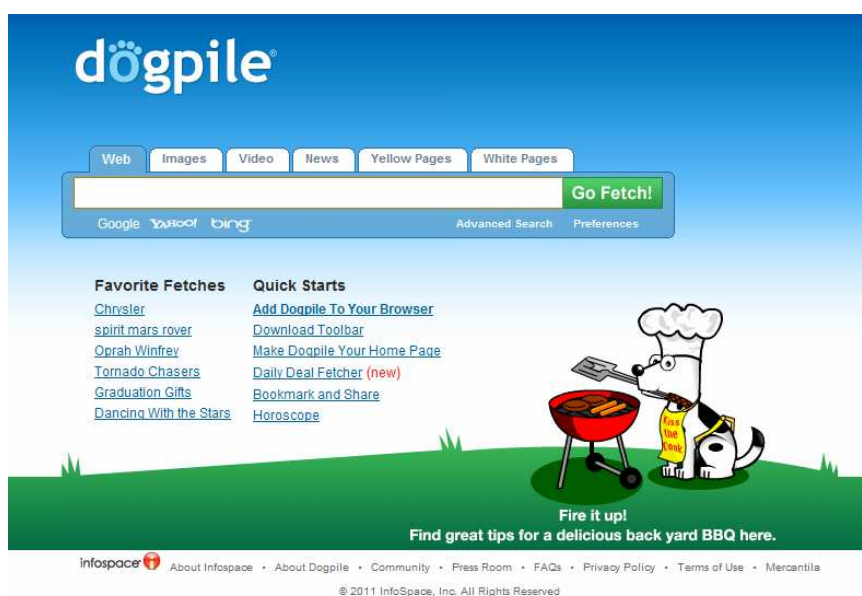 dögpile®
Web Images Video News Yellow Pages White Pages
Go Fetch!
Google YAHOO! bing Advanced Search Preferences
Favorite Fetches
Chrysler
spirit mars rover
Oprah Winfrey
Tornado Chasers
Graduation Gifts
Dancing With the Stars
Quick Starts
Add Dogpile To Your Browser
Download Toolbar
Make Dogpile Your Home Page
Daily Deal Fetcher (new)
Bookmark and Share
Horoscope
Kiss
the
Cook
Fire it up!
Find great tips for a delicious back yard BBQ here.
infospace® About Infospace • About Dogpile • Community • Press Room • FAQs • Privacy Policy • Terms of Use • Mercantila
© 2011 InfoSpace, Inc. All Rights Reserved